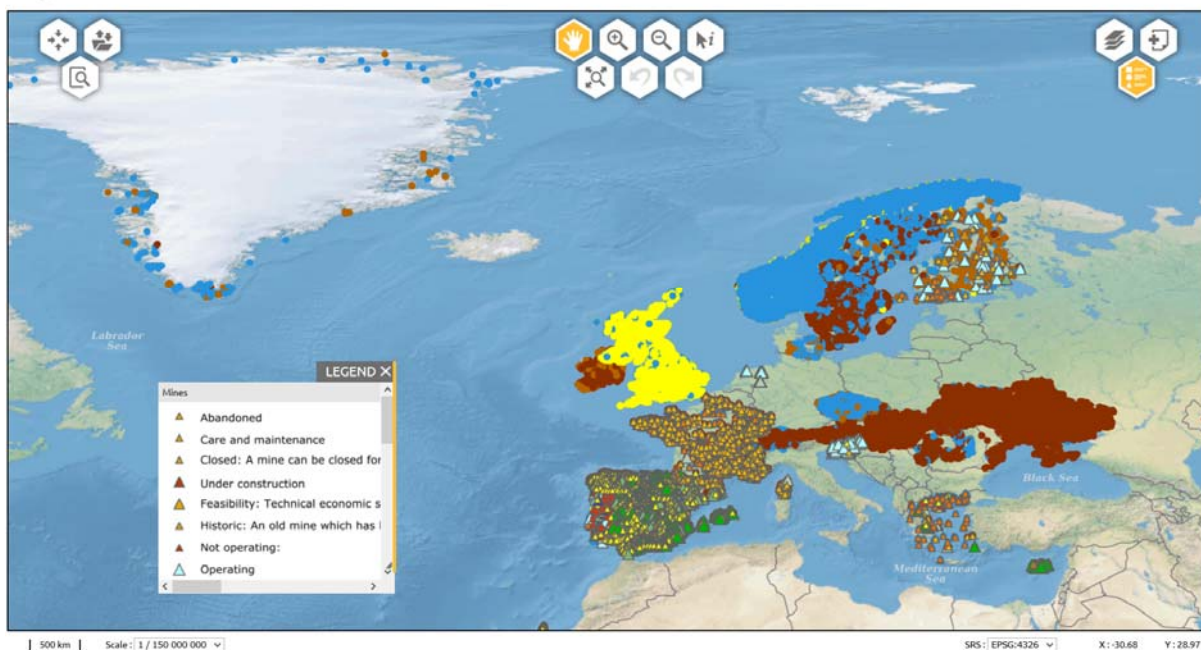 i
Labrador
Sea
LEGEND ✕
Mines
Abandoned
Care and maintenance
Closed: A mine can be closed for
Under construction
Feasibility: Technical economic s
Historic: An old mine which has
Not operating:
Operating
Black Sea
Mediterranean
Sea
500 km Scale : 1 / 150 000 000 SRS : EPSG:4326 X : -30.68 Y : 28.97